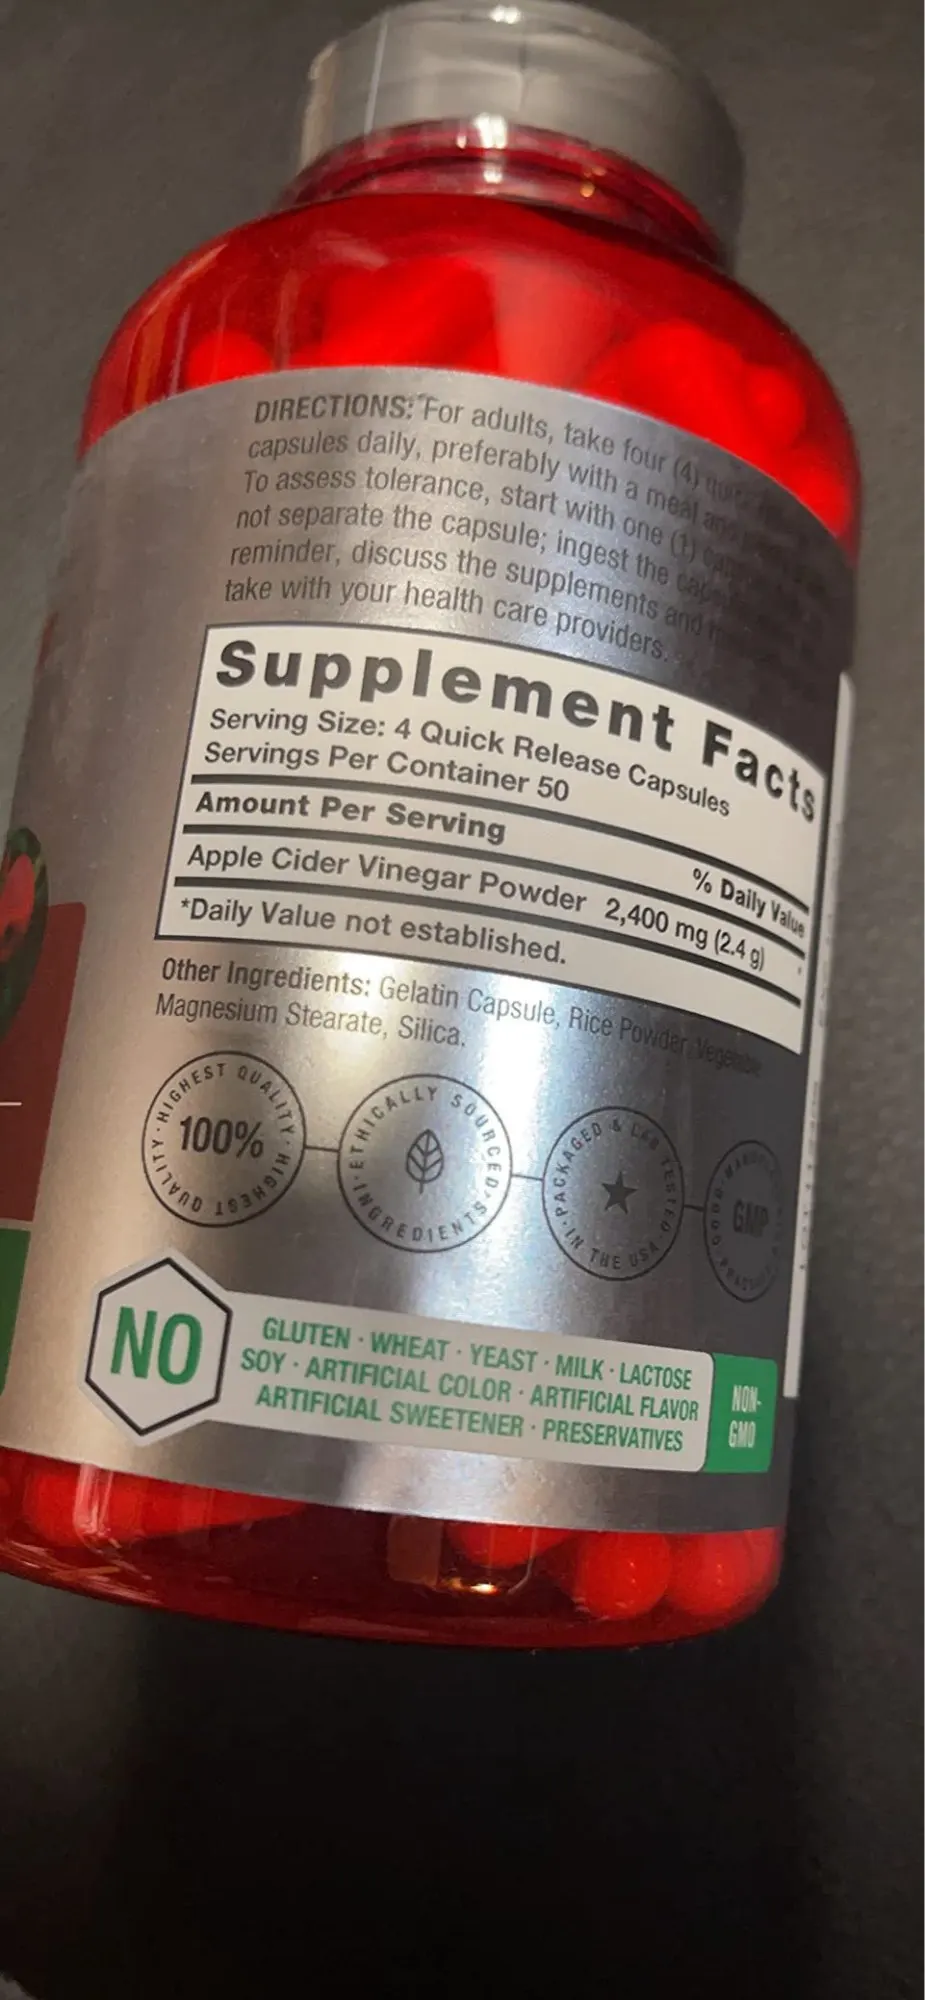 DIRECTIONS: For adults, take four (4)
capsules daily, preferably with a meal
To assess tolerance, start with one (1)
not separate the capsule; ingest the
reminder, discuss the supplements and
take with your health care providers.
Supplement Facts
Serving Size: 4 Quick Release Capsules
Servings Per Container 50
Amount Per Serving
% Daily Value
Apple Cider Vinegar Powder 2,400 mg (2.4 g) *
*Daily Value not established.
Other Ingredients: Gelatin Capsule, Rice Powder, Vegetable
Magnesium Stearate, Silica.
HIGHEST QUALITY · HIGHEST QUALITY AND
100%
ETHICALLY SOURCED · INGREDIENTS ·
PACKAGED & LAB TESTED · IN THE USA ·
GMP
NO
GLUTEN · WHEAT · YEAST · MILK · LACTOSE
SOY · ARTIFICIAL COLOR · ARTIFICIAL FLAVOR
ARTIFICIAL SWEETENER · PRESERVATIVES
NON-
GMO